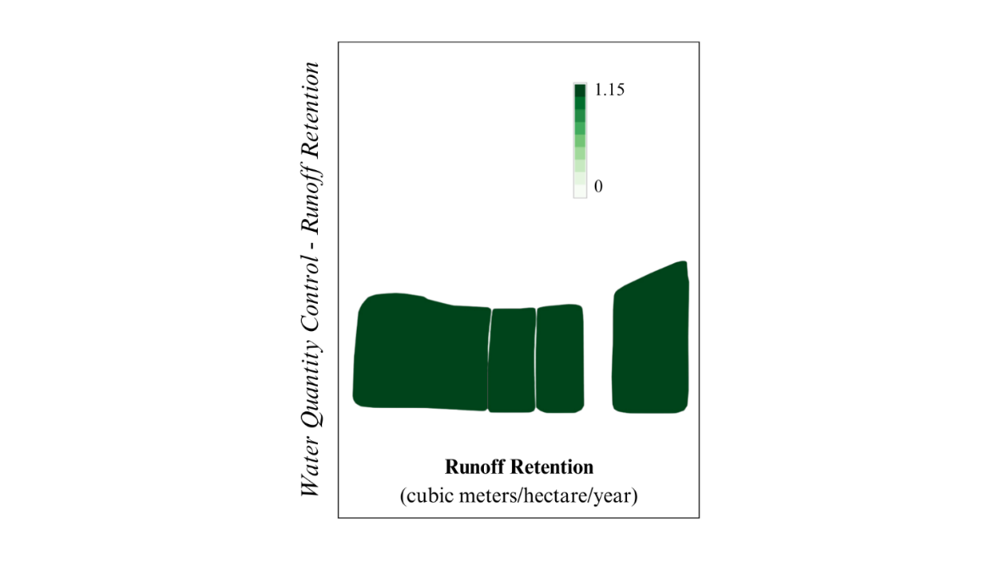 Water Quantity Control - Runoff Retention
1.15
0
Runoff Retention
(cubic meters/hectare/year)